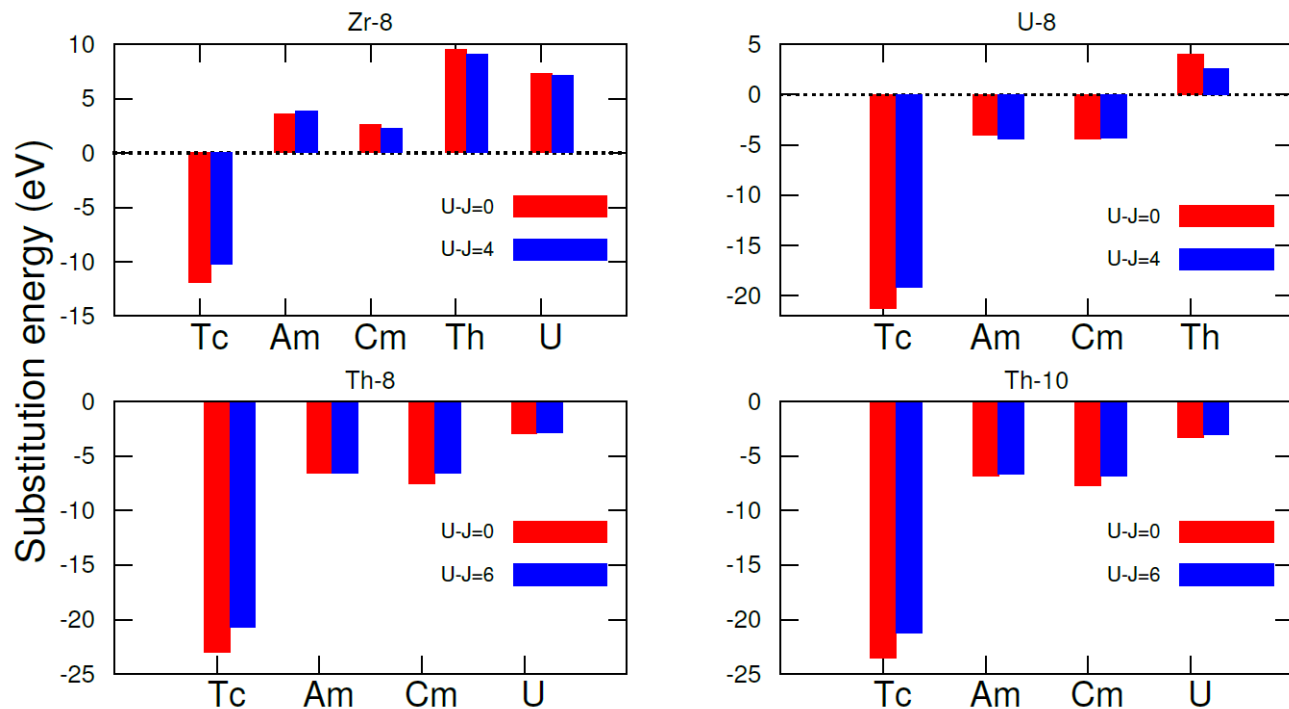 Substitution energy (eV)
Zr-8
10
5
0
-5
-10
-15
U-J=0
U-J=4
Tc Am Cm Th U
U-8
5
0
-5
-10
-15
-20
U-J=0
U-J=4
Tc Am Cm Th
Th-8
0
-5
-10
-15
-20
-25
U-J=0
U-J=6
Tc Am Cm U
Th-10
0
-5
-10
-15
-20
-25
U-J=0
U-J=6
Tc Am Cm U